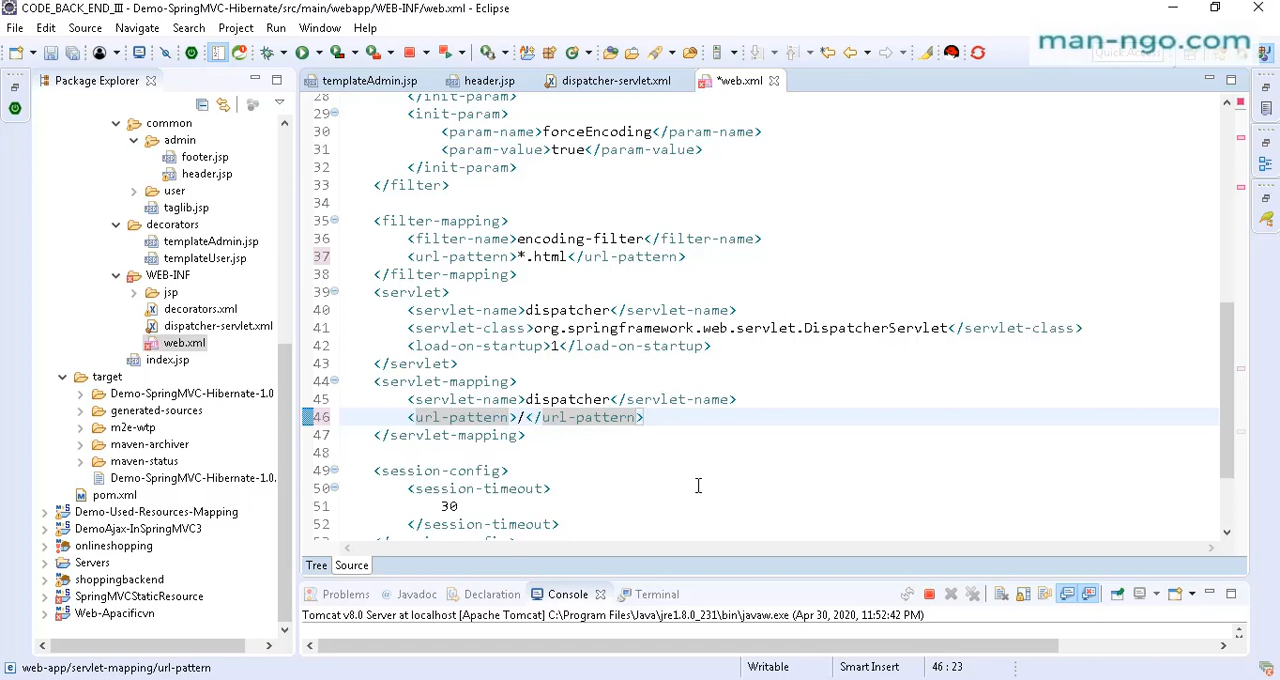 CODE_BACK_END_III - Demo-SpringMVC-Hibernate/src/main/webapp/WEB-INF/web.xml - Eclipse
File Edit Source Navigate Search Project Run Window Help
man-ngo.com
Quick Access
Package Explorer
templateAdmin.jsp header.jsp dispatcher-servlet.xml *web.xml
common
admin
footer.jsp
header.jsp
user
taglib.jsp
decorators
templateAdmin.jsp
templateUser.jsp
WEB-INF
jsp
decorators.xml
dispatcher-servlet.xml
web.xml
index.jsp
target
Demo-SpringMVC-Hibernate-1.0
generated-sources
m2e-wtp
maven-archiver
maven-status
Demo-SpringMVC-Hibernate-1.0.
pom.xml
Demo-Used-Resources-Mapping
DemoAjax-InSpringMVC3
onlineshopping
Servers
shoppingbackend
SpringMVCStaticResource
Web-Apacificvn
28 </init-param>
29 <init-param>
30 <param-name>forceEncoding</param-name>
31 <param-value>true</param-value>
32 </init-param>
33 </filter>
34
35 <filter-mapping>
36 <filter-name>encoding-filter</filter-name>
37 <url-pattern>*.html</url-pattern>
38 </filter-mapping>
39 <servlet>
40 <servlet-name>dispatcher</servlet-name>
41 <servlet-class>org.springframework.web.servlet.DispatcherServlet</servlet-class>
42 <load-on-startup>1</load-on-startup>
43 </servlet>
44 <servlet-mapping>
45 <servlet-name>dispatcher</servlet-name>
46 <url-pattern>/</url-pattern>
47 </servlet-mapping>
48
49 <session-config>
50 <session-timeout>
51 30
52 </session-timeout>
Tree Source
Problems Javadoc Declaration Console Terminal
Tomcat v8.0 Server at localhost [Apache Tomcat] C:\Program Files\Java\jre1.8.0_231\bin\javaw.exe (Apr 30, 2020, 11:52:42 PM)
web-app/servlet-mapping/url-pattern Writable Smart Insert 46 : 23